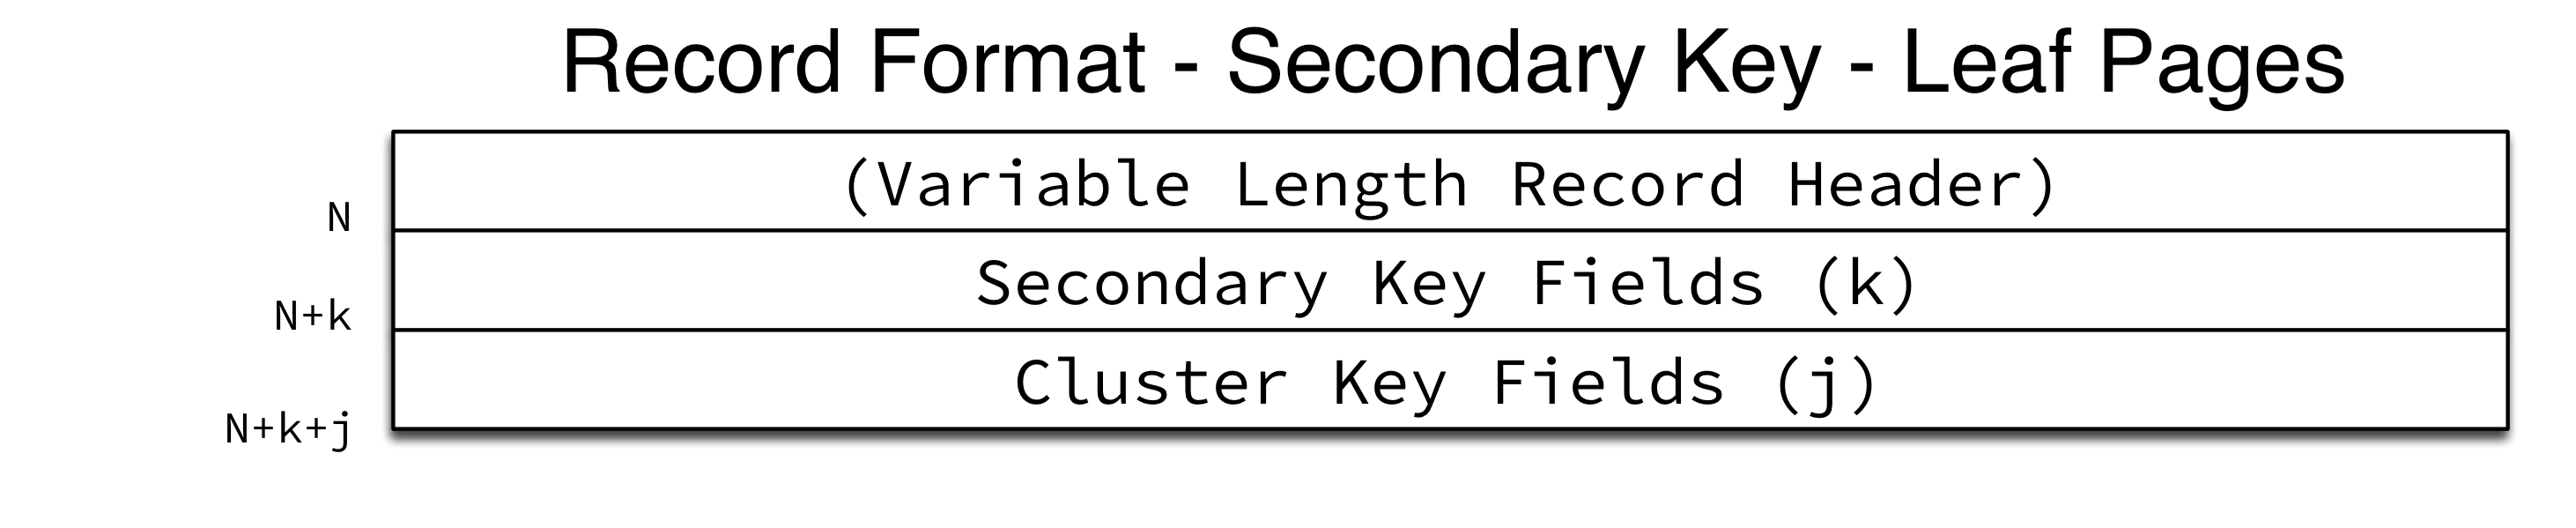 Record Format - Secondary Key - Leaf Pages
(Variable Length Record Header)
N
Secondary Key Fields (k)
N+k
Cluster Key Fields (j)
N+k+j